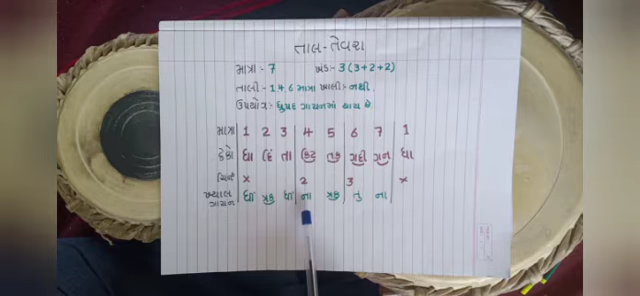 તાલ-તેવરા
માત્રા - 7 ખંડ:- 3 (3+2+2)
તાલી:- 1 4 6 માત્રા ખાલી:- નથી
ઉપયોગ:- ધ્રુપદ ગાયનમાં થાય છે
માત્રા 1 2 3 4 5 6 7 1
ઠેકો ધા દિં તા કિટ તક ગદી ગન ધા
ચિન્હ x 2 3 x
ખ્યાલ ગાયન ધીં ત્રક ધીં ના ત્રક તું ના